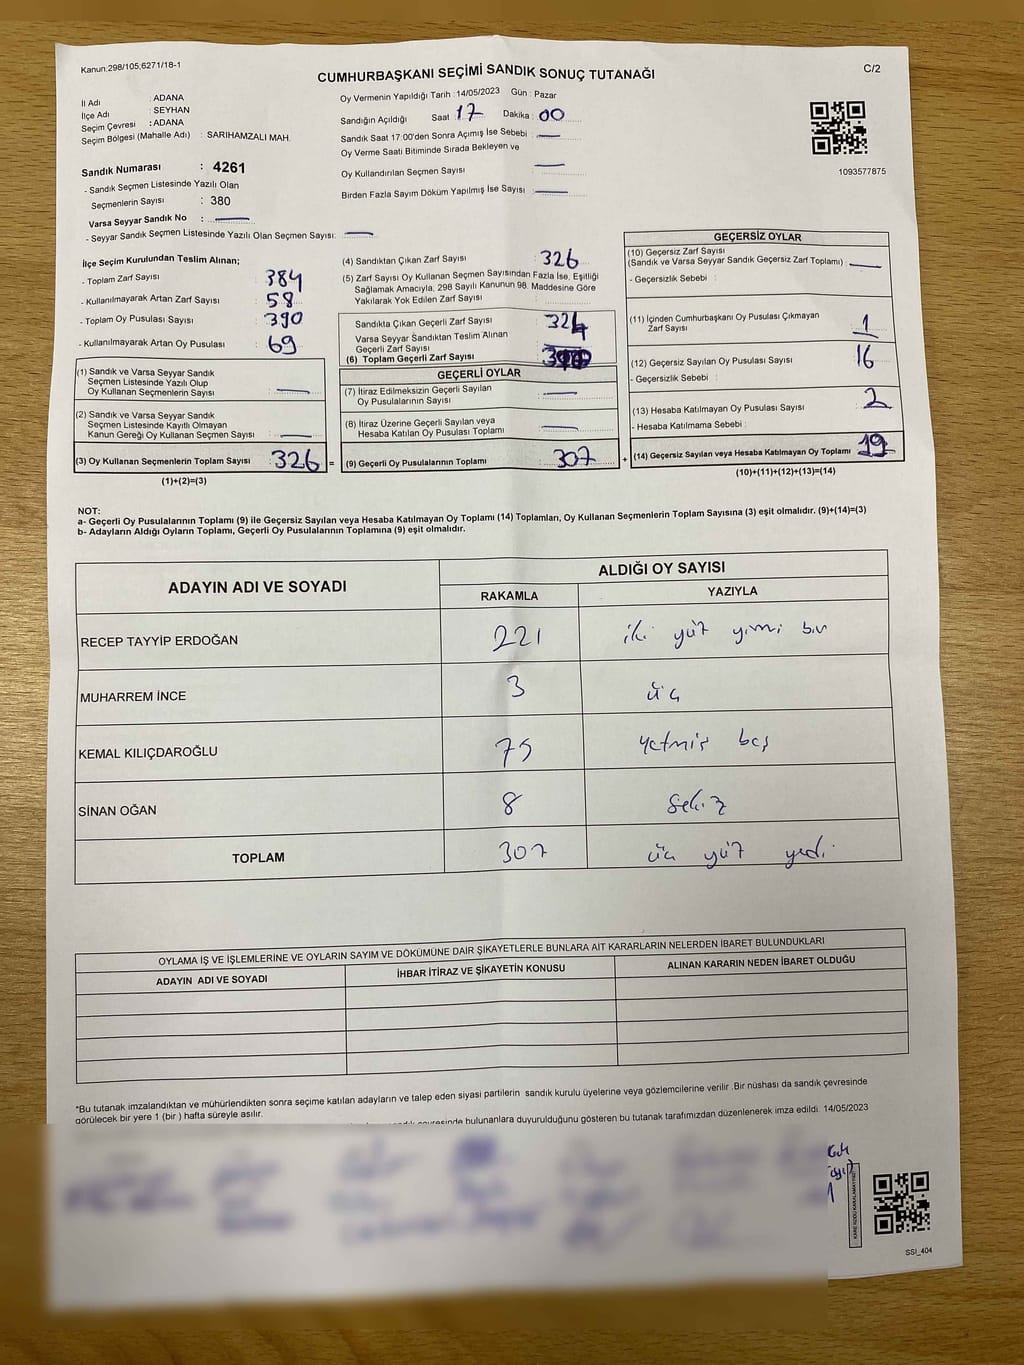 Kanun:298/105,6271/18-1
C/2
CUMHURBAŞKANI SEÇİMİ SANDIK SONUÇ TUTANAĞI
İl Adı : ADANA
İlçe Adı : SEYHAN
Seçim Çevresi : ADANA
Seçim Bölgesi (Mahalle Adı) : SARIHAMZALI MAH.
Sandık Numarası : 4261
- Sandık Seçmen Listesinde Yazılı Olan
Seçmenlerin Sayısı : 380
Varsa Seyyar Sandık No :
- Seyyar Sandık Seçmen Listesinde Yazılı Olan Seçmen Sayısı:
Oy Vermenin Yapıldığı Tarih :14/05/2023 Gün : Pazar
Sandığın Açıldığı Saat 17 Dakika : 00
Sandık Saat 17:00'den Sonra Açımış İse Sebebi
Oy Verme Saati Bitiminde Sırada Bekleyen ve
Oy Kullandırılan Seçmen Sayısı
Birden Fazla Sayım Döküm Yapılmış İse Sayısı
1093577875
İlçe Seçim Kurulundan Teslim Alınan;
- Toplam Zarf Sayısı 384
- Kullanılmayarak Artan Zarf Sayısı 58
- Toplam Oy Pusulası Sayısı 390
- Kullanılmayarak Artan Oy Pusulası 69
(1) Sandık ve Varsa Seyyar Sandık
Seçmen Listesinde Yazılı Olup
Oy Kullanan Seçmenlerin Sayısı
(2) Sandık ve Varsa Seyyar Sandık
Seçmen Listesinde Kayıtlı Olmayan
Kanun Gereği Oy Kullanan Seçmen Sayısı
(3) Oy Kullanan Seçmenlerin Toplam Sayısı 326 =
(1)+(2)=(3)
(4) Sandıktan Çıkan Zarf Sayısı 326
(5) Zarf Sayısı Oy Kullanan Seçmen Sayısından Fazla İse, Eşitliği
Sağlamak Amacıyla, 298 Sayılı Kanunun 98. Maddesine Göre
Yakılarak Yok Edilen Zarf Sayısı
Sandıkta Çıkan Geçerli Zarf Sayısı 324
Varsa Seyyar Sandıktan Teslim Alınan
Geçerli Zarf Sayısı
(6) Toplam Geçerli Zarf Sayısı
GEÇERLİ OYLAR
(7) İtiraz Edilmeksizin Geçerli Sayılan
Oy Pusulalarının Sayısı
(8) İtiraz Üzerine Geçerli Sayılan veya
Hesaba Katılan Oy Pusulası Toplamı
(9) Geçerli Oy Pusulalarının Toplamı 307 +
GEÇERSİZ OYLAR
(10) Geçersiz Zarf Sayısı
(Sandık ve Varsa Seyyar Sandık Geçersiz Zarf Toplamı)
- Geçersizlik Sebebi :
(11) İçinden Cumhurbaşkanı Oy Pusulası Çıkmayan
Zarf Sayısı 1
(12) Geçersiz Sayılan Oy Pusulası Sayısı 16
- Geçersizlik Sebebi :
(13) Hesaba Katılmayan Oy Pusulası Sayısı 2
- Hesaba Katılmama Sebebi :
(14) Geçersiz Sayılan veya Hesaba Katılmayan Oy Toplamı 19
(10)+(11)+(12)+(13)=(14)
NOT:
a- Geçerli Oy Pusulalarının Toplamı (9) ile Geçersiz Sayılan veya Hesaba Katılmayan Oy Toplamı (14) Toplamları, Oy Kullanan Seçmenlerin Toplam Sayısına (3) eşit olmalıdır. (9)+(14)=(3)
b- Adayların Aldığı Oyların Toplamı, Geçerli Oy Pusulalarının Toplamına (9) eşit olmalıdır.
ADAYIN ADI VE SOYADI
ALDIĞI OY SAYISI
RAKAMLA YAZIYLA
RECEP TAYYİP ERDOĞAN 221 iki yüz yirmi bir
MUHARREM İNCE 3 üç
KEMAL KILIÇDAROĞLU 75 yetmiş beş
SİNAN OĞAN 8 sekiz
TOPLAM 307 üç yüz yedi
OYLAMA İŞ VE İŞLEMLERİNE VE OYLARIN SAYIM VE DÖKÜMÜNE DAİR ŞİKAYETLERLE BUNLARA AİT KARARLARIN NELERDEN İBARET BULUNDUKLARI
ADAYIN ADI VE SOYADI İHBAR İTİRAZ VE ŞİKAYETİN KONUSU ALINAN KARARIN NEDEN İBARET OLDUĞU
*Bu tutanak imzalandıktan ve mühürlendikten sonra seçime katılan adayların ve talep eden siyasi partilerin sandık kurulu üyelerine veya gözlemcilerine verilir .Bir nüshası da sandık çevresinde
görülecek bir yere 1 (bir ) hafta süreyle asılır.
bulunanlara duyurulduğunu gösteren bu tutanak tarafımızdan düzenlenerek imza edildi. 14/05/2023
KARE KODU KARALAMAYINIZ
SSI_404